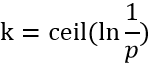 k = ceil(ln 1/p)